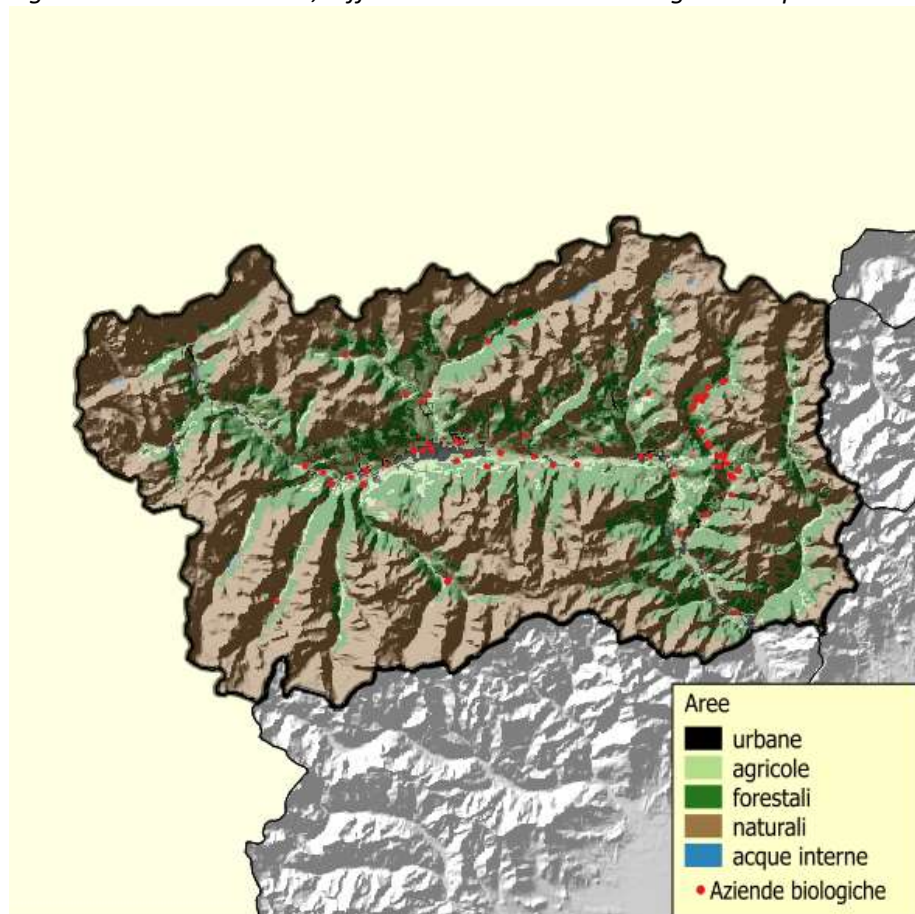 Aree
urbane
agricole
forestali
naturali
acque interne
Aziende biologiche